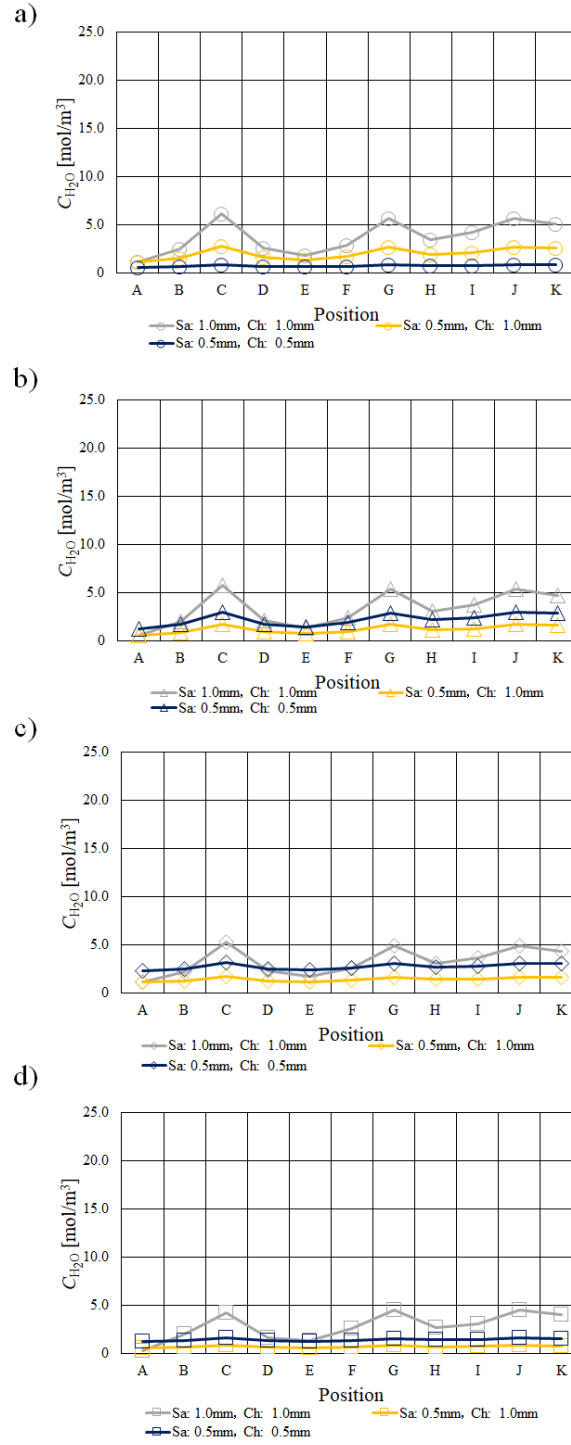 a)
25.0
20.0
15.0
10.0
5.0
0
C H2O [mol/m3]
A B C D E F G H I J K
Position
Sa: 1.0mm, Ch: 1.0mm Sa: 0.5mm, Ch: 1.0mm
Sa: 0.5mm, Ch: 0.5mm
b)
25.0
20.0
15.0
10.0
5.0
0
C H2O [mol/m3]
A B C D E F G H I J K
Position
Sa: 1.0mm, Ch: 1.0mm Sa: 0.5mm, Ch: 1.0mm
Sa: 0.5mm, Ch: 0.5mm
c)
25.0
20.0
15.0
10.0
5.0
0
C H2O [mol/m3]
A B C D E F G H I J K
Position
Sa: 1.0mm, Ch: 1.0mm Sa: 0.5mm, Ch: 1.0mm
Sa: 0.5mm, Ch: 0.5mm
d)
25.0
20.0
15.0
10.0
5.0
0
C H2O [mol/m3]
A B C D E F G H I J K
Position
Sa: 1.0mm, Ch: 1.0mm Sa: 0.5mm, Ch: 1.0mm
Sa: 0.5mm, Ch: 0.5mm